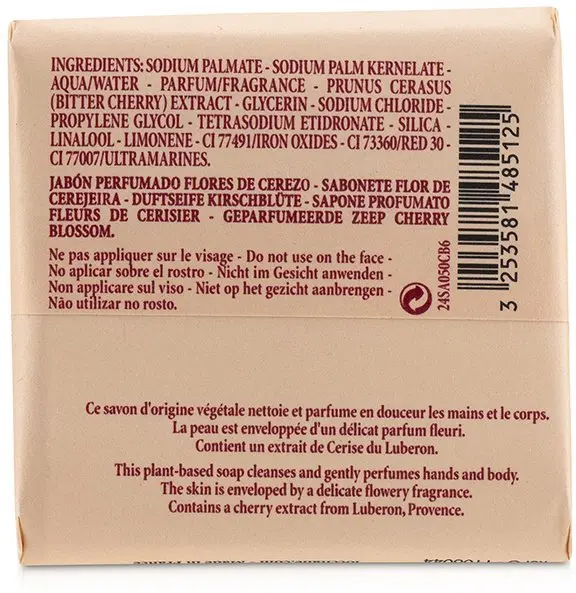 INGREDIENTS: SODIUM PALMATE - SODIUM PALM KERNELATE -
AQUA/WATER - PARFUM/FRAGRANCE - PRUNUS CERASUS
(BITTER CHERRY) EXTRACT - GLYCERIN - SODIUM CHLORIDE -
PROPYLENE GLYCOL - TETRASODIUM ETIDRONATE - SILICA -
LINALOOL - LIMONENE - CI 77491/IRON OXIDES - CI 73360/RED 30 -
CI 77007/ULTRAMARINES.
JABÓN PERFUMADO FLORES DE CEREZO - SABONETE FLOR DE
CEREJEIRA - DUFTSEIFE KIRSCHBLÜTE - SAPONE PROFUMATO
FLEURS DE CERISIER - GEPARFUMEERDE ZEEP CHERRY
BLOSSOM.
Ne pas appliquer sur le visage - Do not use on the face -
No aplicar sobre el rostro - Nicht im Gesicht anwenden -
Non applicare sul viso - Niet op het gezicht aanbrengen -
Não utilizar no rosto.
24SA050CB6
3 253581 485125
Ce savon d'origine végétale nettoie et parfume en douceur les mains et le corps.
La peau est enveloppée d'un délicat parfum fleuri.
Contient un extrait de Cerise du Luberon.
This plant-based soap cleanses and gently perfumes hands and body.
The skin is enveloped by a delicate flowery fragrance.
Contains a cherry extract from Luberon, Provence.